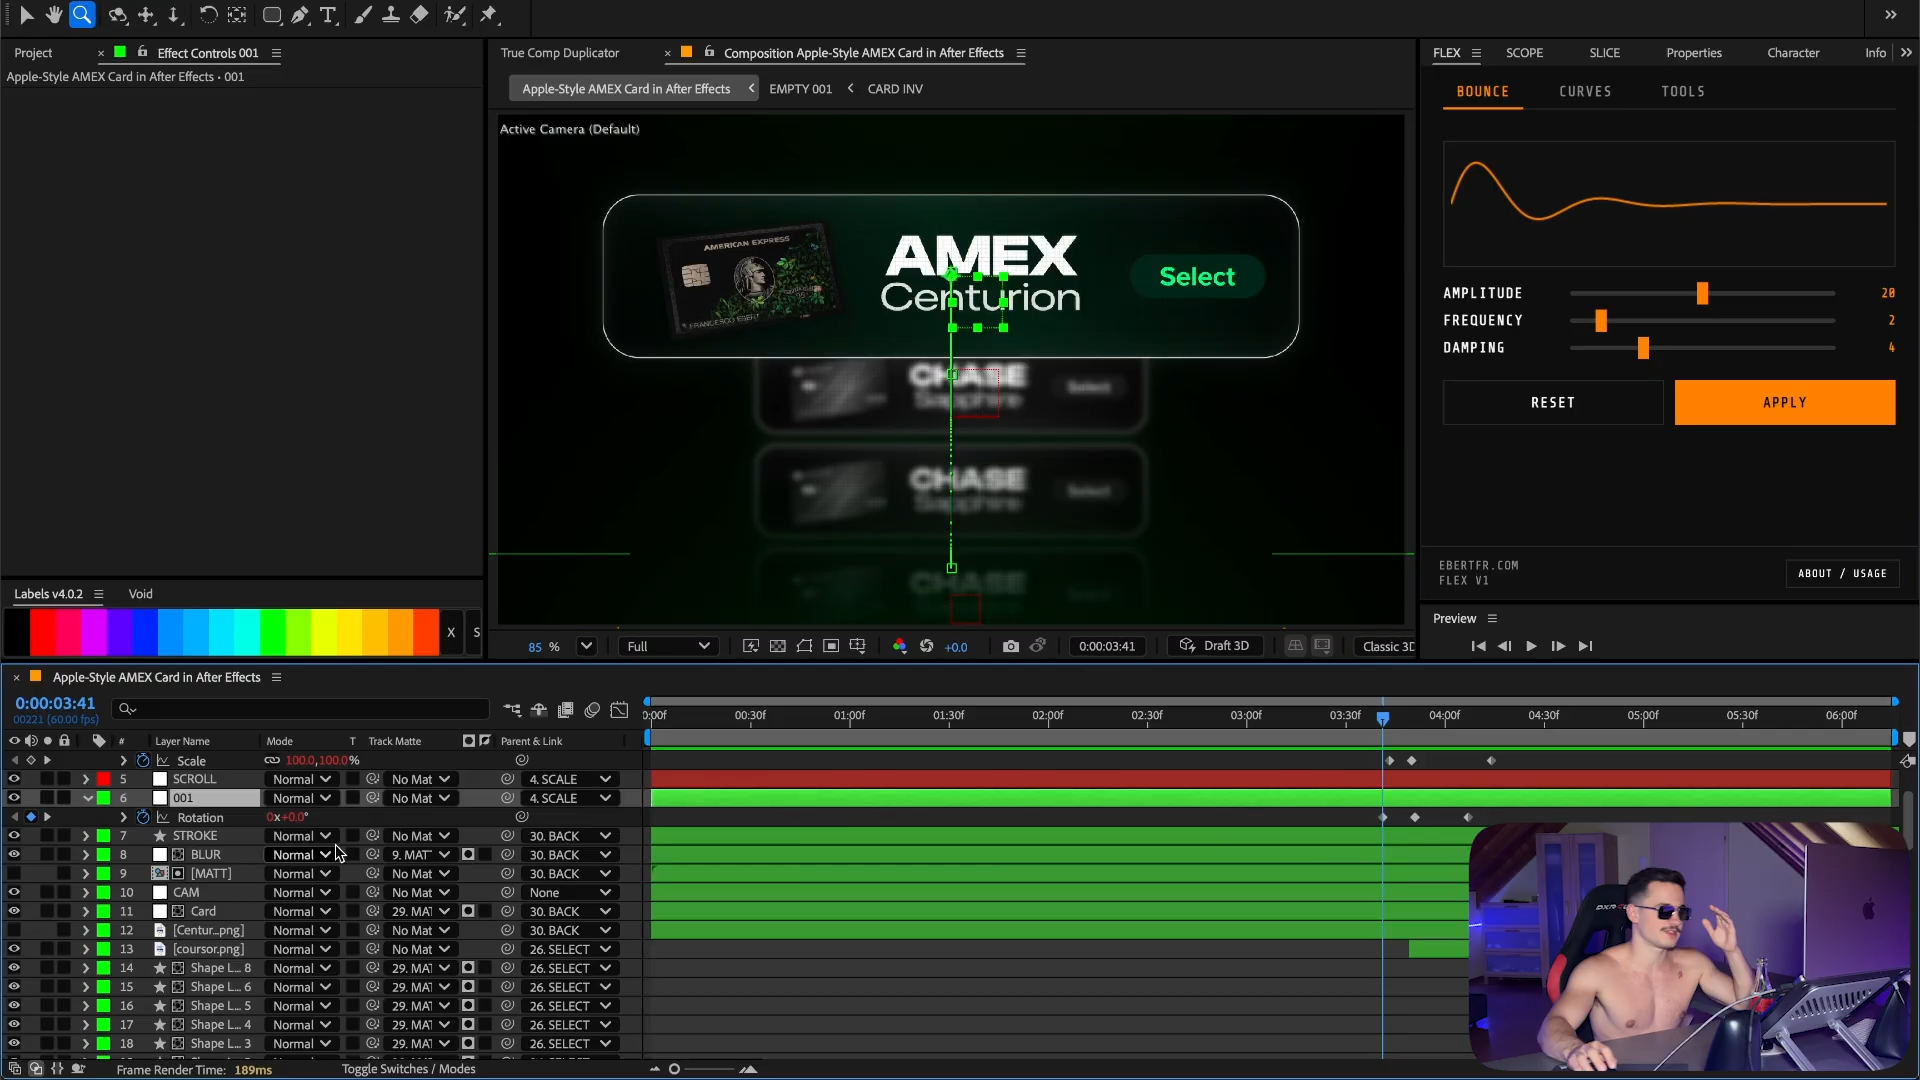 Project
× Effect Controls 001
Apple-Style AMEX Card in After Effects • 001
True Comp Duplicator
× Composition Apple-Style AMEX Card in After Effects
Apple-Style AMEX Card in After Effects
EMPTY 001
CARD INV
Active Camera (Default)
AMERICAN EXPRESS
FRANCESCO EBERT
AMEX
Centurion
Select
CHASE
Sapphire
Select
CHASE
Sapphire
Select
CHASE
85 %
Full
+0.0
0:00:03:41
Draft 3D
Classic 3D
FLEX
SCOPE
SLICE
Properties
Character
Info
BOUNCE
CURVES
TOOLS
AMPLITUDE 20
FREQUENCY 2
DAMPING 4
RESET
APPLY
EBERTFR.COM
FLEX V1
ABOUT / USAGE
Preview
Labels v4.0.2
Void
X
S
× Apple-Style AMEX Card in After Effects
0:00:03:41
00221 (60.00 fps)
0:00f 00:30f 01:00f 01:30f 02:00f 02:30f 03:00f 03:30f 04:00f 04:30f 05:00f 05:30f 06:00f
# Layer Name Mode T Track Matte Parent & Link
Scale 100.0,100.0%
5 SCROLL Normal No Mat 4. SCALE
6 001 Normal No Mat 4. SCALE
Rotation 0x+0.0°
7 STROKE Normal No Mat 30. BACK
8 BLUR Normal 9. MAT 30. BACK
9 [MATT] Normal No Mat 30. BACK
10 CAM Normal No Mat None
11 Card Normal 29. MAT 30. BACK
12 [Centur...png] Normal No Mat 30. BACK
13 [coursor.png] Normal No Mat 26. SELECT
14 Shape L... 8 Normal 29. MAT 26. SELECT
15 Shape L... 6 Normal 29. MAT 26. SELECT
16 Shape L... 5 Normal 29. MAT 26. SELECT
17 Shape L... 4 Normal 29. MAT 26. SELECT
18 Shape L... 3 Normal 29. MAT 26. SELECT
Frame Render Time: 189ms
Toggle Switches / Modes